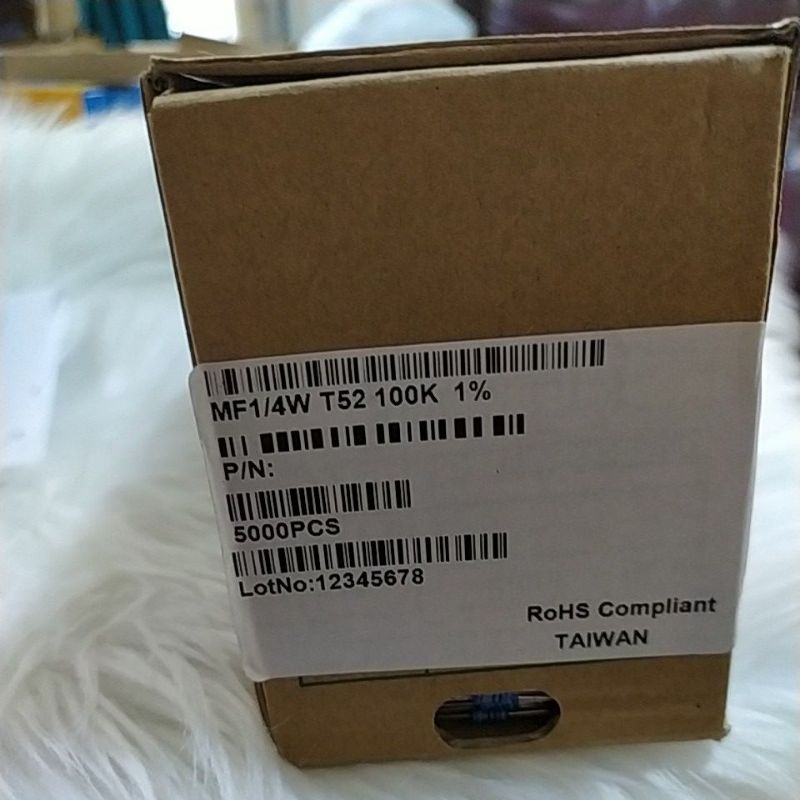 MF1/4W T52 100K 1%
P/N:
5000PCS
LotNo:12345678
RoHS Compliant
TAIWAN